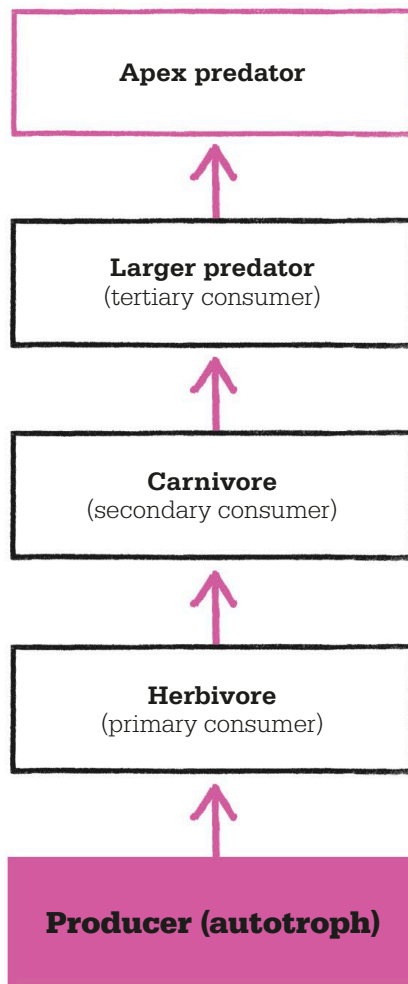 Apex predator
Larger predator
(tertiary consumer)
Carnivore
(secondary consumer)
Herbivore
(primary consumer)
Producer (autotroph)